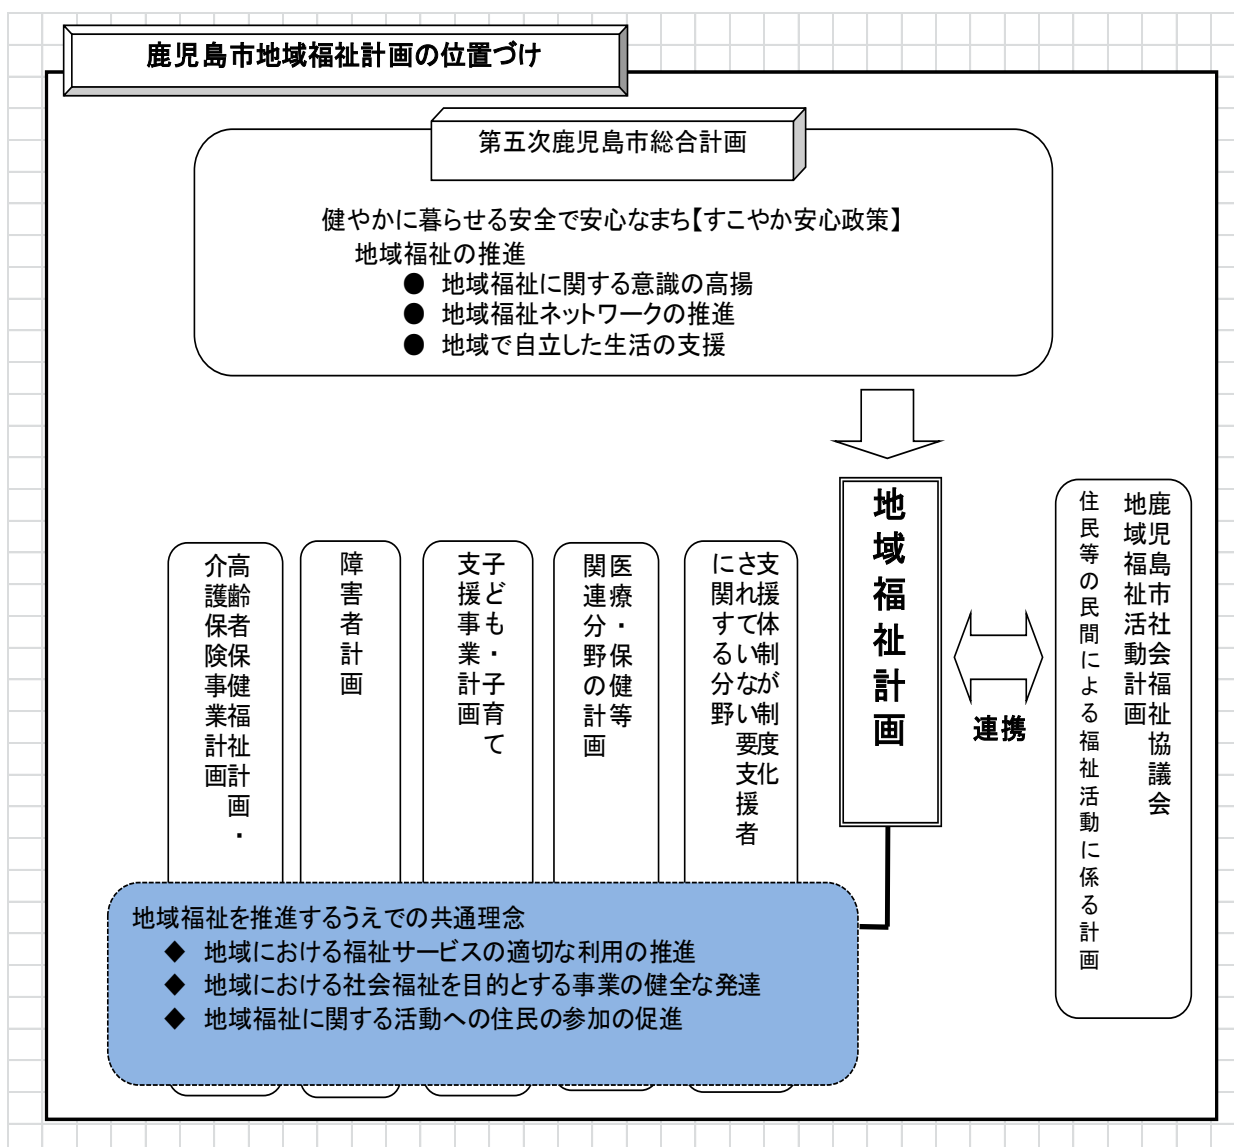 鹿児島市地域福祉計画の位置づけ
第五次鹿児島市総合計画
健やかに暮らせる安全で安心なまち【すこやか安心政策】
地域福祉の推進
● 地域福祉に関する意識の高揚
● 地域福祉ネットワークの推進
● 地域で自立した生活の支援
地域福祉計画
連携
鹿児島市社会福祉協議会
地域福祉活動計画
住民等の民間による福祉活動に係る計画
支援体制が制度化
されていない要支援者
に関する分野
医療・保健等
関連分野の計画
子ども・子育て
支援事業計画
障害者計画
高齢者保健福祉計画・
介護保険事業計画
地域福祉を推進するうえでの共通理念
◆ 地域における福祉サービスの適切な利用の推進
◆ 地域における社会福祉を目的とする事業の健全な発達
◆ 地域福祉に関する活動への住民の参加の促進